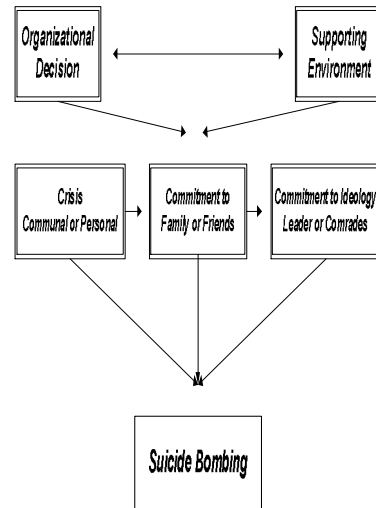 Organizational
Decision
Supporting
Environment
Crisis
Communal or Personal
Commitment to
Family or Friends
Commitment to Ideology
Leader or Comrades
Suicide Bombing